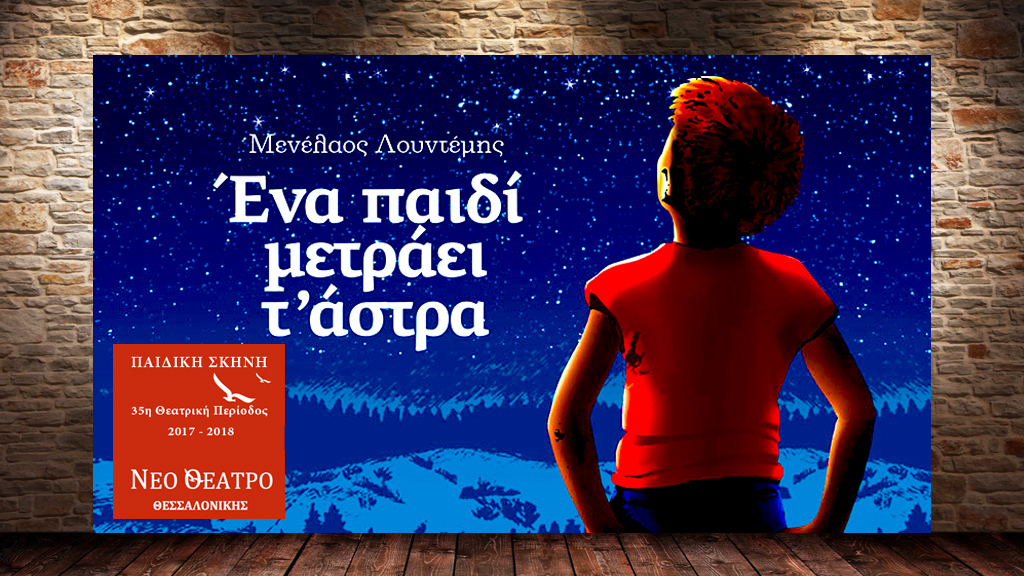 Μενέλαος Λουντέμης
Ένα παιδί
μετράει
τ’άστρα
ΠΑΙΔΙΚΗ ΣΚΗΝΗ
35η Θεατρική Περίοδος
2017 - 2018
ΝΕΟ ΘΕΑΤΡΟ
ΘΕΣΣΑΛΟΝΙΚΗΣ